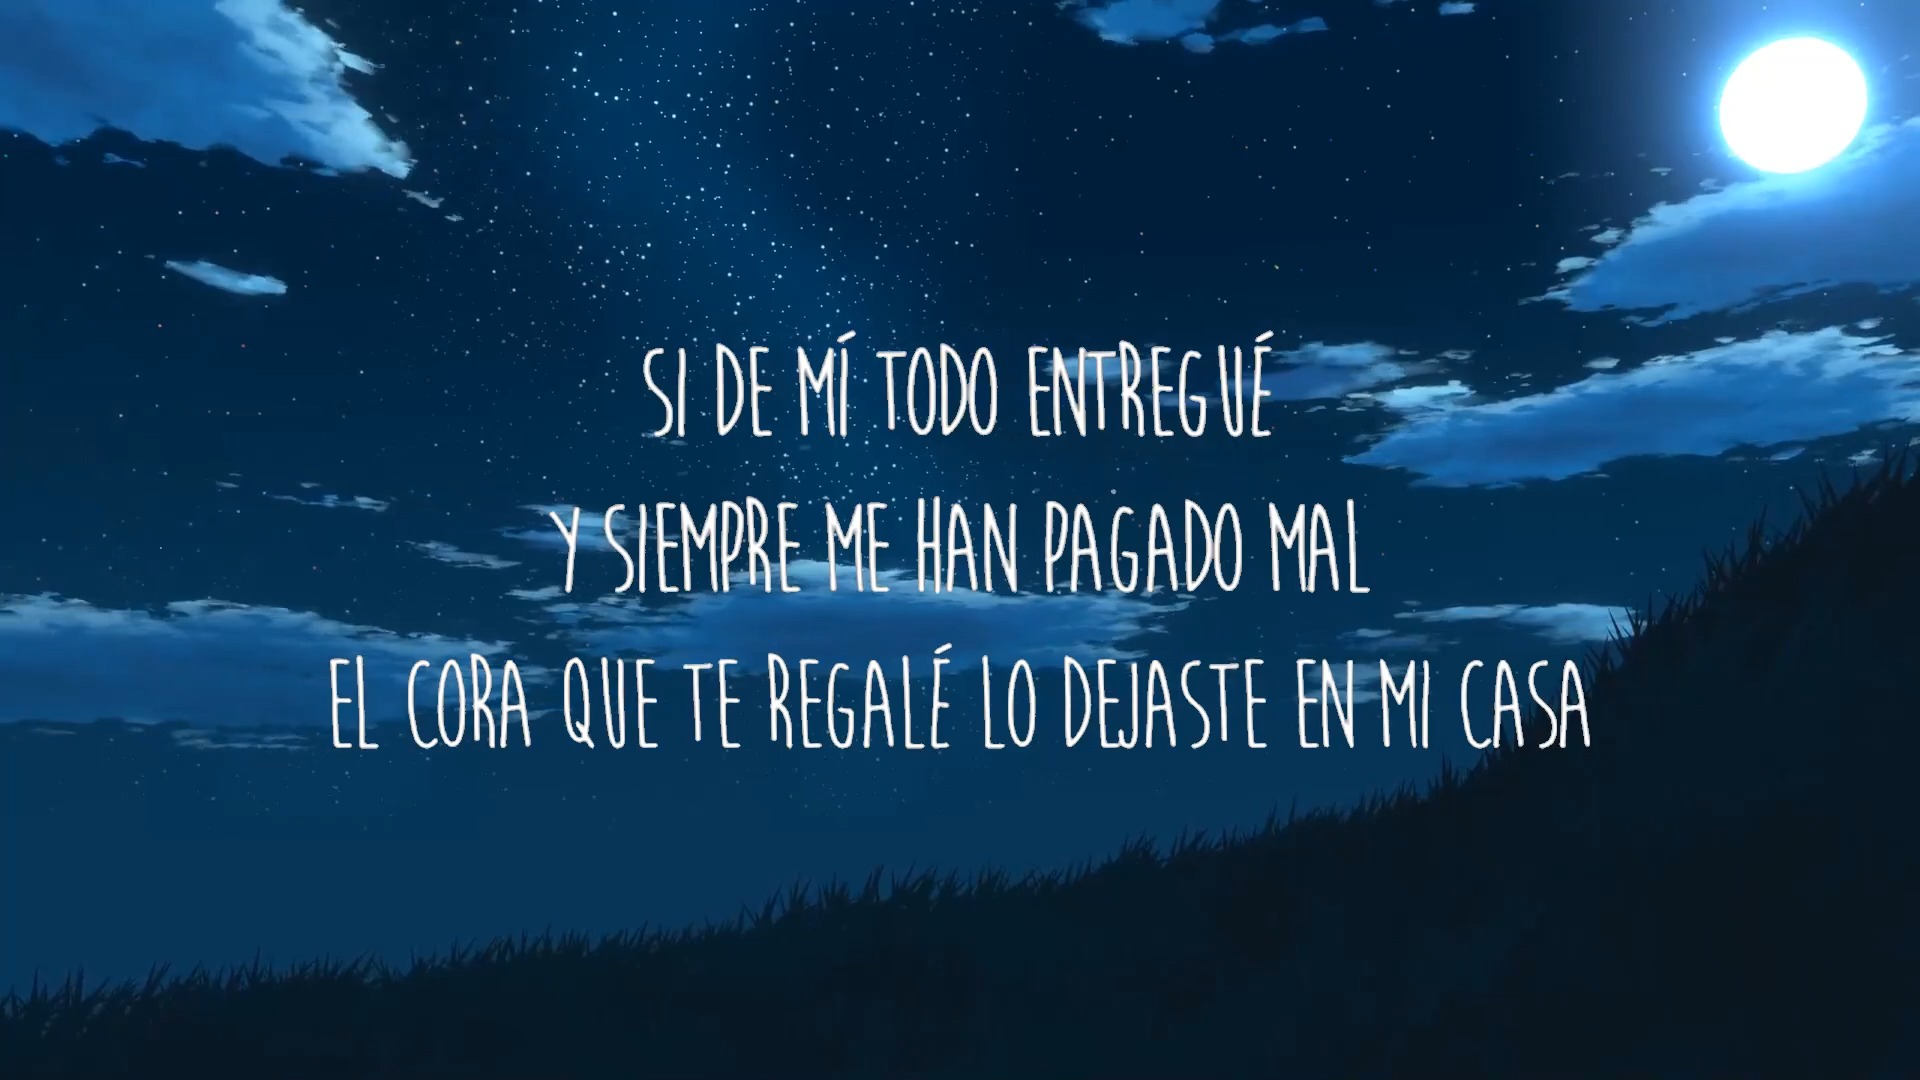 SI DE MÍ TODO ENTREGUÉ
Y SIEMPRE ME HAN PAGADO MAL
EL CORA QUE TE REGALÉ LO DEJASTE EN MI CASA